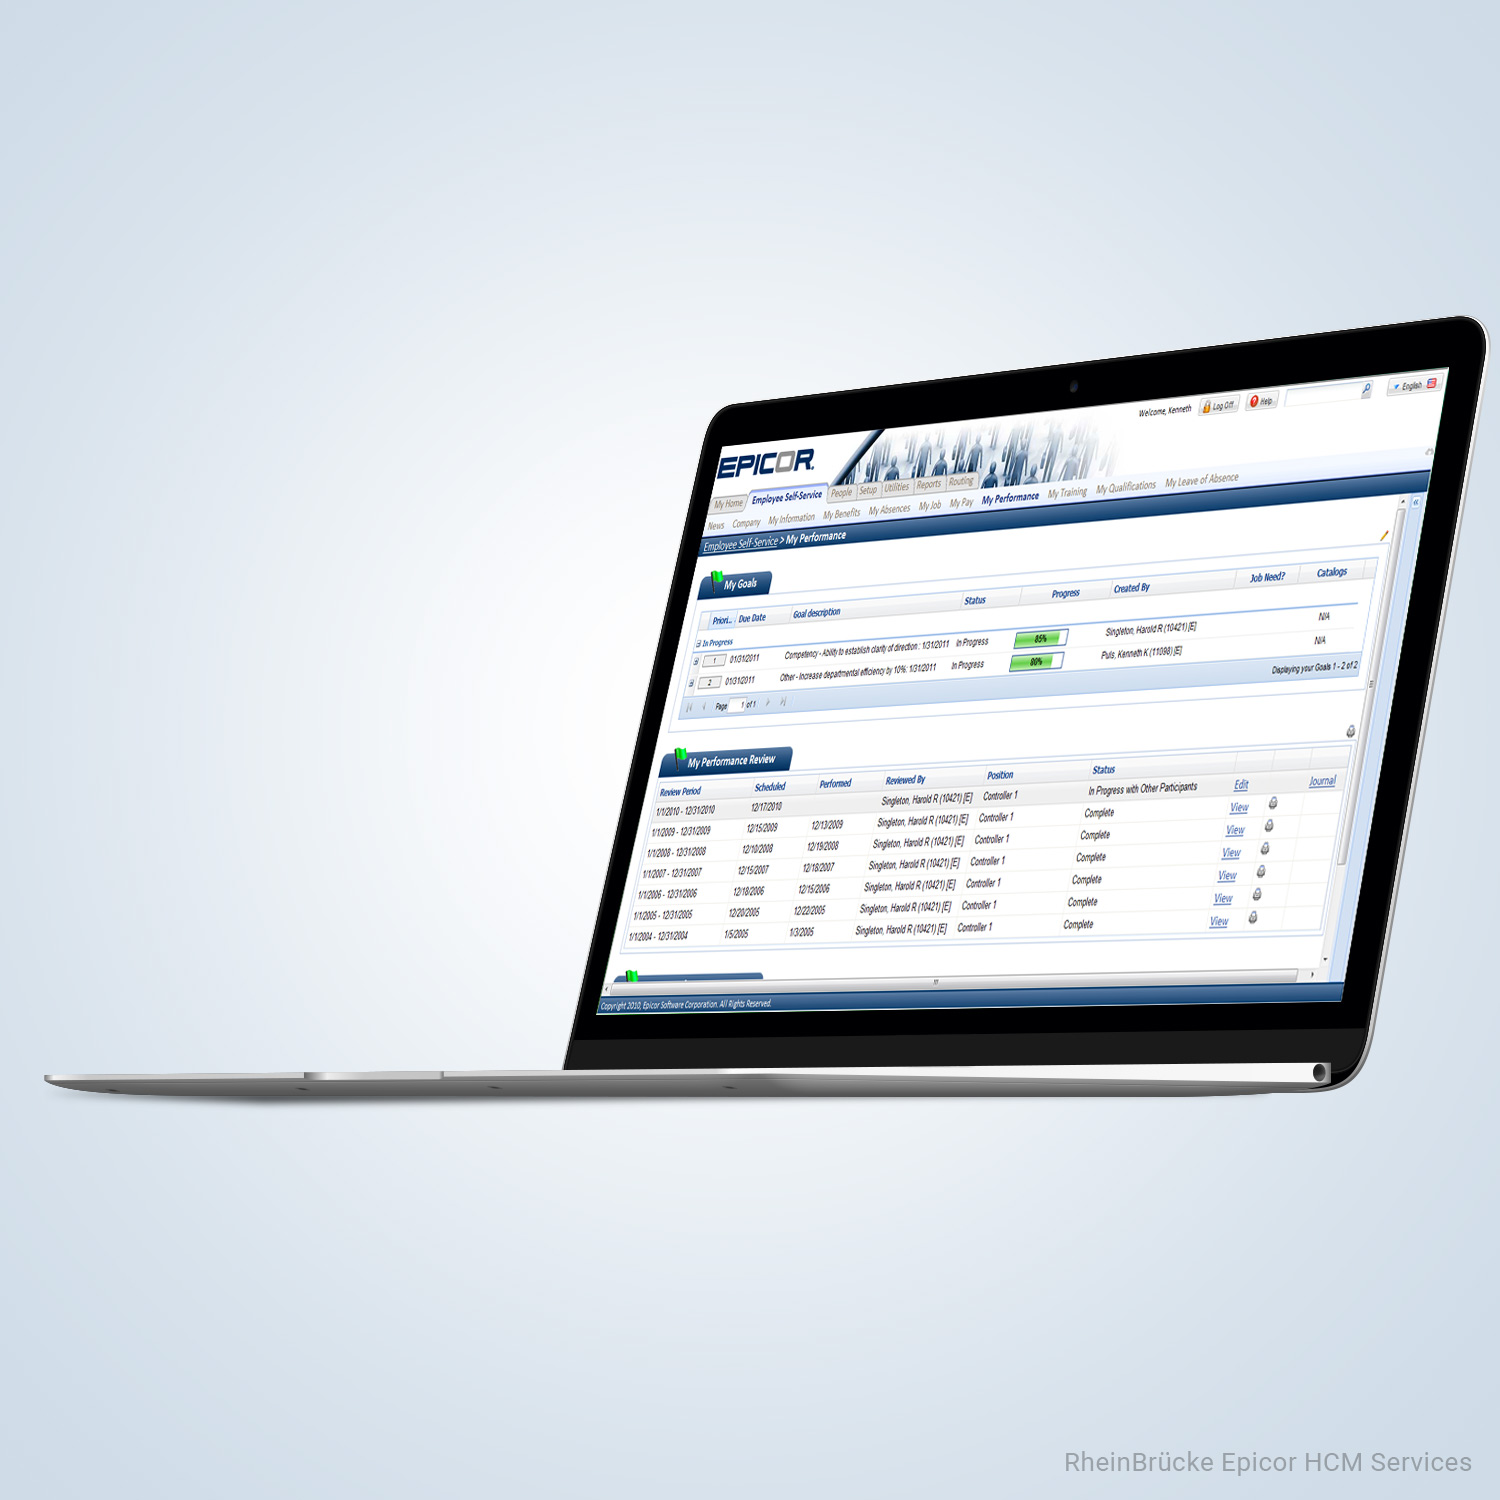 Welcome, Kenneth Log Off Help English
EPICOR
My Home Employee Self-Service People Setup Utilities Reports Routing
News Company My Information My Benefits My Absences My Job My Pay My Performance My Training My Qualifications My Leave of Absence
Employee Self-Service > My Performance
My Goals
Priori... Due Date Goal description Status Progress Created By Job Need? Catalogs
In Progress
1 01/31/2011 Competency - Ability to establish clarity of direction : 1/31/2011 In Progress 85% Singleton, Harold R (10421) [E] N/A
2 01/31/2011 Other - Increase departmental efficiency by 10%: 1/31/2011 In Progress 80% Puls, Kenneth K (11098) [E] N/A
Page 1 of 1 Displaying your Goals 1 - 2 of 2
My Performance Review
Review Period Scheduled Performed Reviewed By Position Status
1/1/2010 - 12/31/2010 12/17/2010 Singleton, Harold R (10421) [E] Controller 1 In Progress with Other Participants Edit Journal
1/1/2009 - 12/31/2009 12/15/2009 12/13/2009 Singleton, Harold R (10421) [E] Controller 1 Complete View
1/1/2008 - 12/31/2008 12/10/2008 12/19/2008 Singleton, Harold R (10421) [E] Controller 1 Complete View
1/1/2007 - 12/31/2007 12/15/2007 12/18/2007 Singleton, Harold R (10421) [E] Controller 1 Complete View
1/1/2006 - 12/31/2006 12/18/2006 12/15/2006 Singleton, Harold R (10421) [E] Controller 1 Complete View
1/1/2005 - 12/31/2005 12/20/2005 12/22/2005 Singleton, Harold R (10421) [E] Controller 1 Complete View
1/1/2004 - 12/31/2004 1/5/2005 1/3/2005 Singleton, Harold R (10421) [E] Controller 1 Complete View
Copyright 2010, Epicor Software Corporation. All Rights Reserved.
RheinBrücke Epicor HCM Services